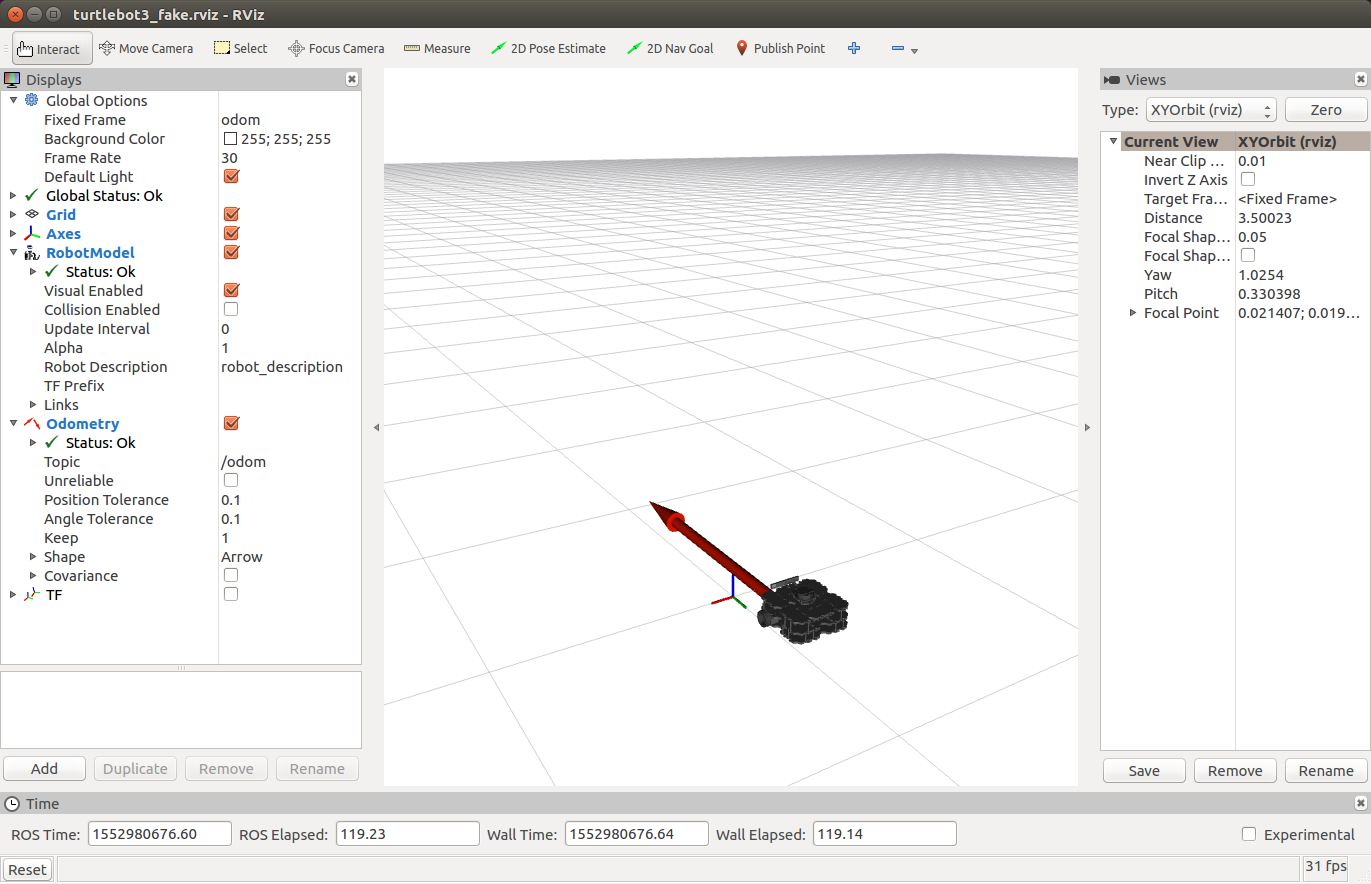 turtlebot3_fake.rviz - RViz
Interact Move Camera Select Focus Camera Measure 2D Pose Estimate 2D Nav Goal Publish Point
Displays
Global Options
Fixed Frame odom
Background Color 255; 255; 255
Frame Rate 30
Default Light
Global Status: Ok
Grid
Axes
RobotModel
Status: Ok
Visual Enabled
Collision Enabled
Update Interval 0
Alpha 1
Robot Description robot_description
TF Prefix
Links
Odometry
Status: Ok
Topic /odom
Unreliable
Position Tolerance 0.1
Angle Tolerance 0.1
Keep 1
Shape Arrow
Covariance
TF
Add Duplicate Remove Rename
Views
Type: XYOrbit (rviz) Zero
Current View XYOrbit (rviz)
Near Clip ... 0.01
Invert Z Axis
Target Fra... <Fixed Frame>
Distance 3.50023
Focal Shap... 0.05
Focal Shap...
Yaw 1.0254
Pitch 0.330398
Focal Point 0.021407; 0.019...
Save Remove Rename
Time
ROS Time: 1552980676.60 ROS Elapsed: 119.23 Wall Time: 1552980676.64 Wall Elapsed: 119.14 Experimental
Reset 31 fps